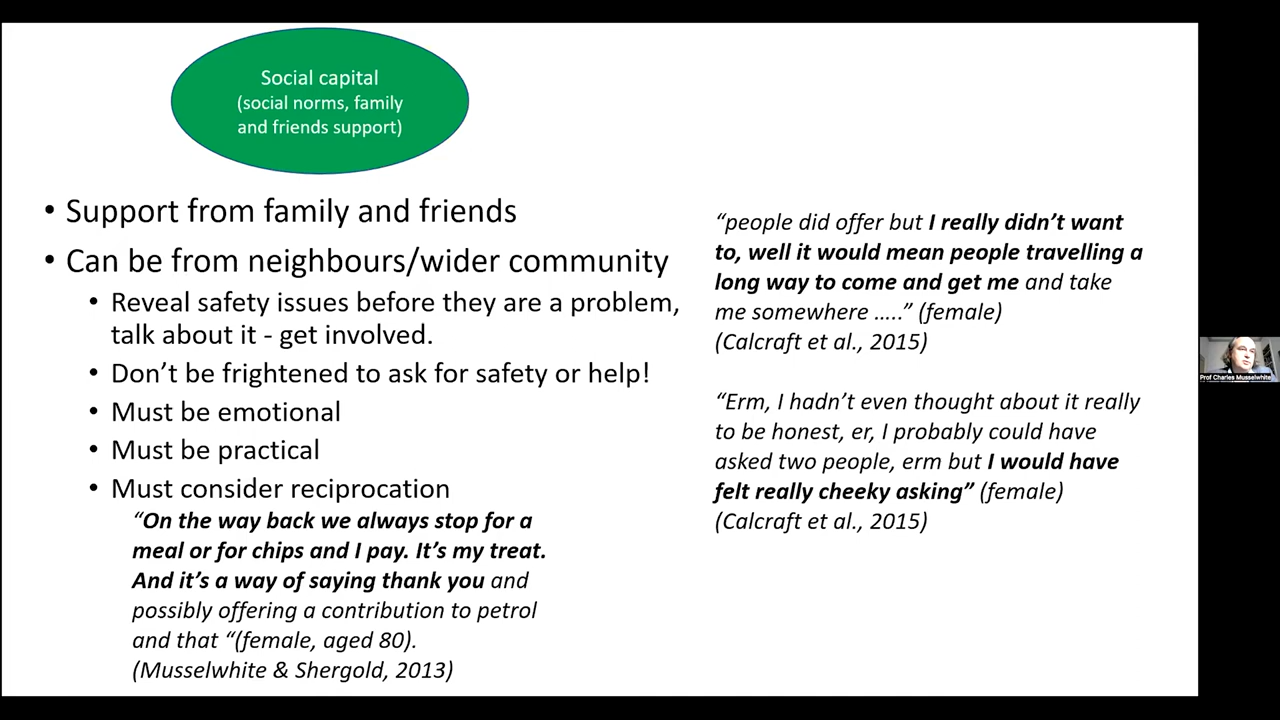 Social capital
(social norms, family
and friends support)
• Support from family and friends
• Can be from neighbours/wider community
• Reveal safety issues before they are a problem,
talk about it - get involved.
• Don’t be frightened to ask for safety or help!
• Must be emotional
• Must be practical
• Must consider reciprocation
“On the way back we always stop for a
meal or for chips and I pay. It’s my treat.
And it’s a way of saying thank you and
possibly offering a contribution to petrol
and that “(female, aged 80).
(Musselwhite & Shergold, 2013)
“people did offer but I really didn’t want
to, well it would mean people travelling a
long way to come and get me and take
me somewhere …..” (female)
(Calcraft et al., 2015)
“Erm, I hadn’t even thought about it really
to be honest, er, I probably could have
asked two people, erm but I would have
felt really cheeky asking” (female)
(Calcraft et al., 2015)
Prof Charles Musselwhite